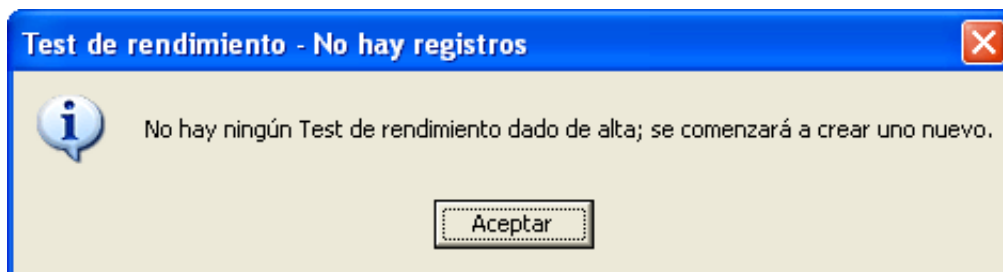 Test de rendimiento - No hay registros
No hay ningún Test de rendimiento dado de alta; se comenzará a crear uno nuevo.
Aceptar